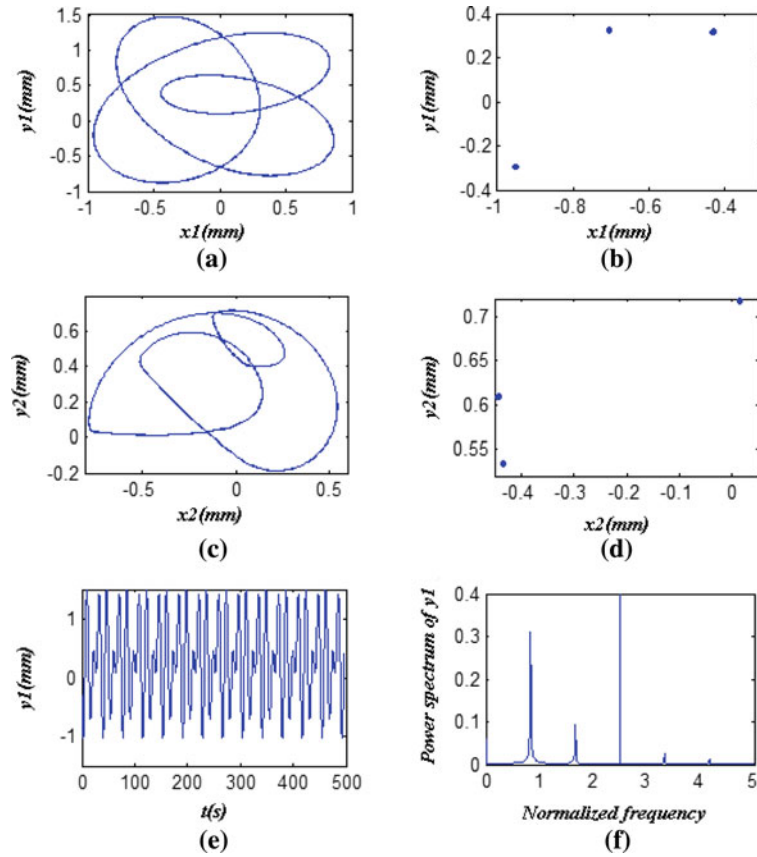 1.5
1
0.5
0
-0.5
-1
-1 -0.5 0 0.5 1
y1(mm)
x1(mm)
(a)
0.4
0.2
0
-0.2
-0.4
-1 -0.8 -0.6 -0.4
y1(mm)
x1(mm)
(b)
0.6
0.4
0.2
0
-0.2
-0.5 0 0.5
y2(mm)
x2(mm)
(c)
0.7
0.65
0.6
0.55
-0.4 -0.3 -0.2 -0.1 0
y2(mm)
x2(mm)
(d)
1
0
-1
0 100 200 300 400 500
y1(mm)
t(s)
(e)
0.4
0.3
0.2
0.1
0
0 1 2 3 4 5
Power spectrum of y1
Normalized frequency
(f)